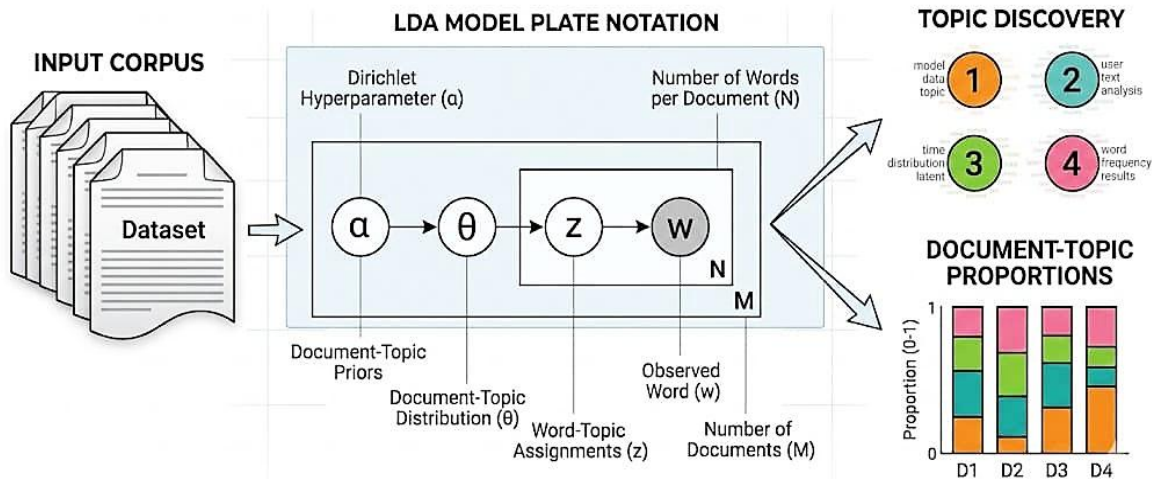 INPUT CORPUS
Dataset
LDA MODEL PLATE NOTATION
Dirichlet
Hyperparameter (α)
Number of Words
per Document (N)
α
θ
z
w
N
M
Document-Topic
Priors
Document-Topic
Distribution (θ)
Word-Topic
Assignments (z)
Observed
Word (w)
Number of
Documents (M)
TOPIC DISCOVERY
model
data
topic
1
2
user
text
analysis
time
distribution
latent
3
4
word
frequency
results
DOCUMENT-TOPIC
PROPORTIONS
Proportion (0-1)
1
0
D1 D2 D3 D4